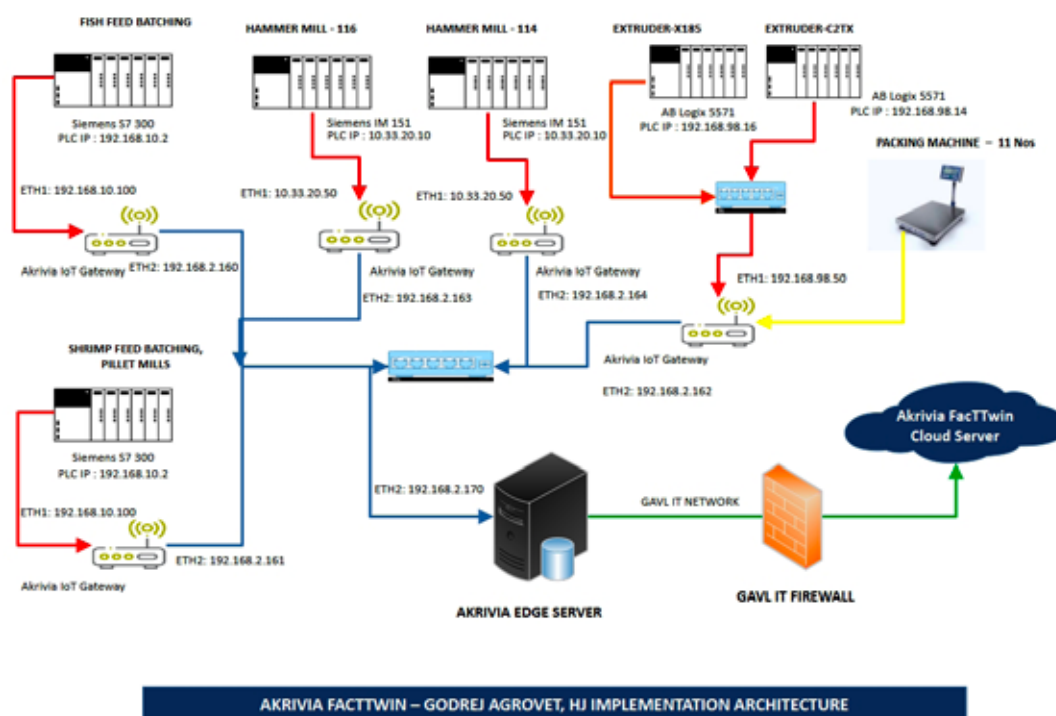 FISH FEED BATCHING
HAMMER MILL - 116
HAMMER MILL - 114
EXTRUDER-X185
EXTRUDER-C2TX
Siemens S7 300
PLC IP : 192.168.10.2
Siemens IM 151
PLC IP : 10.33.20.10
Siemens IM 151
PLC IP : 10.33.20.10
AB Logix 5571
PLC IP : 192.168.98.16
AB Logix 5571
PLC IP : 192.168.98.14
PACKING MACHINE – 11 Nos
ETH1: 192.168.10.100
ETH1: 10.33.20.50
ETH1: 10.33.20.50
ETH1: 192.168.98.50
Akrivia IoT Gateway
ETH2: 192.168.2.160
Akrivia IoT Gateway
ETH2: 192.168.2.163
Akrivia IoT Gateway
ETH2: 192.168.2.164
Akrivia IoT Gateway
ETH2: 192.168.2.162
SHRIMP FEED BATCHING,
PILLET MILLS
Siemens S7 300
PLC IP : 192.168.10.2
ETH1: 192.168.10.100
ETH2: 192.168.2.161
Akrivia IoT Gateway
ETH2: 192.168.2.170
GAVL IT NETWORK
Akrivia FacTTwin
Cloud Server
AKRIVIA EDGE SERVER
GAVL IT FIREWALL
AKRIVIA FACTTWIN – GODREJ AGROVET, HJ IMPLEMENTATION ARCHITECTURE